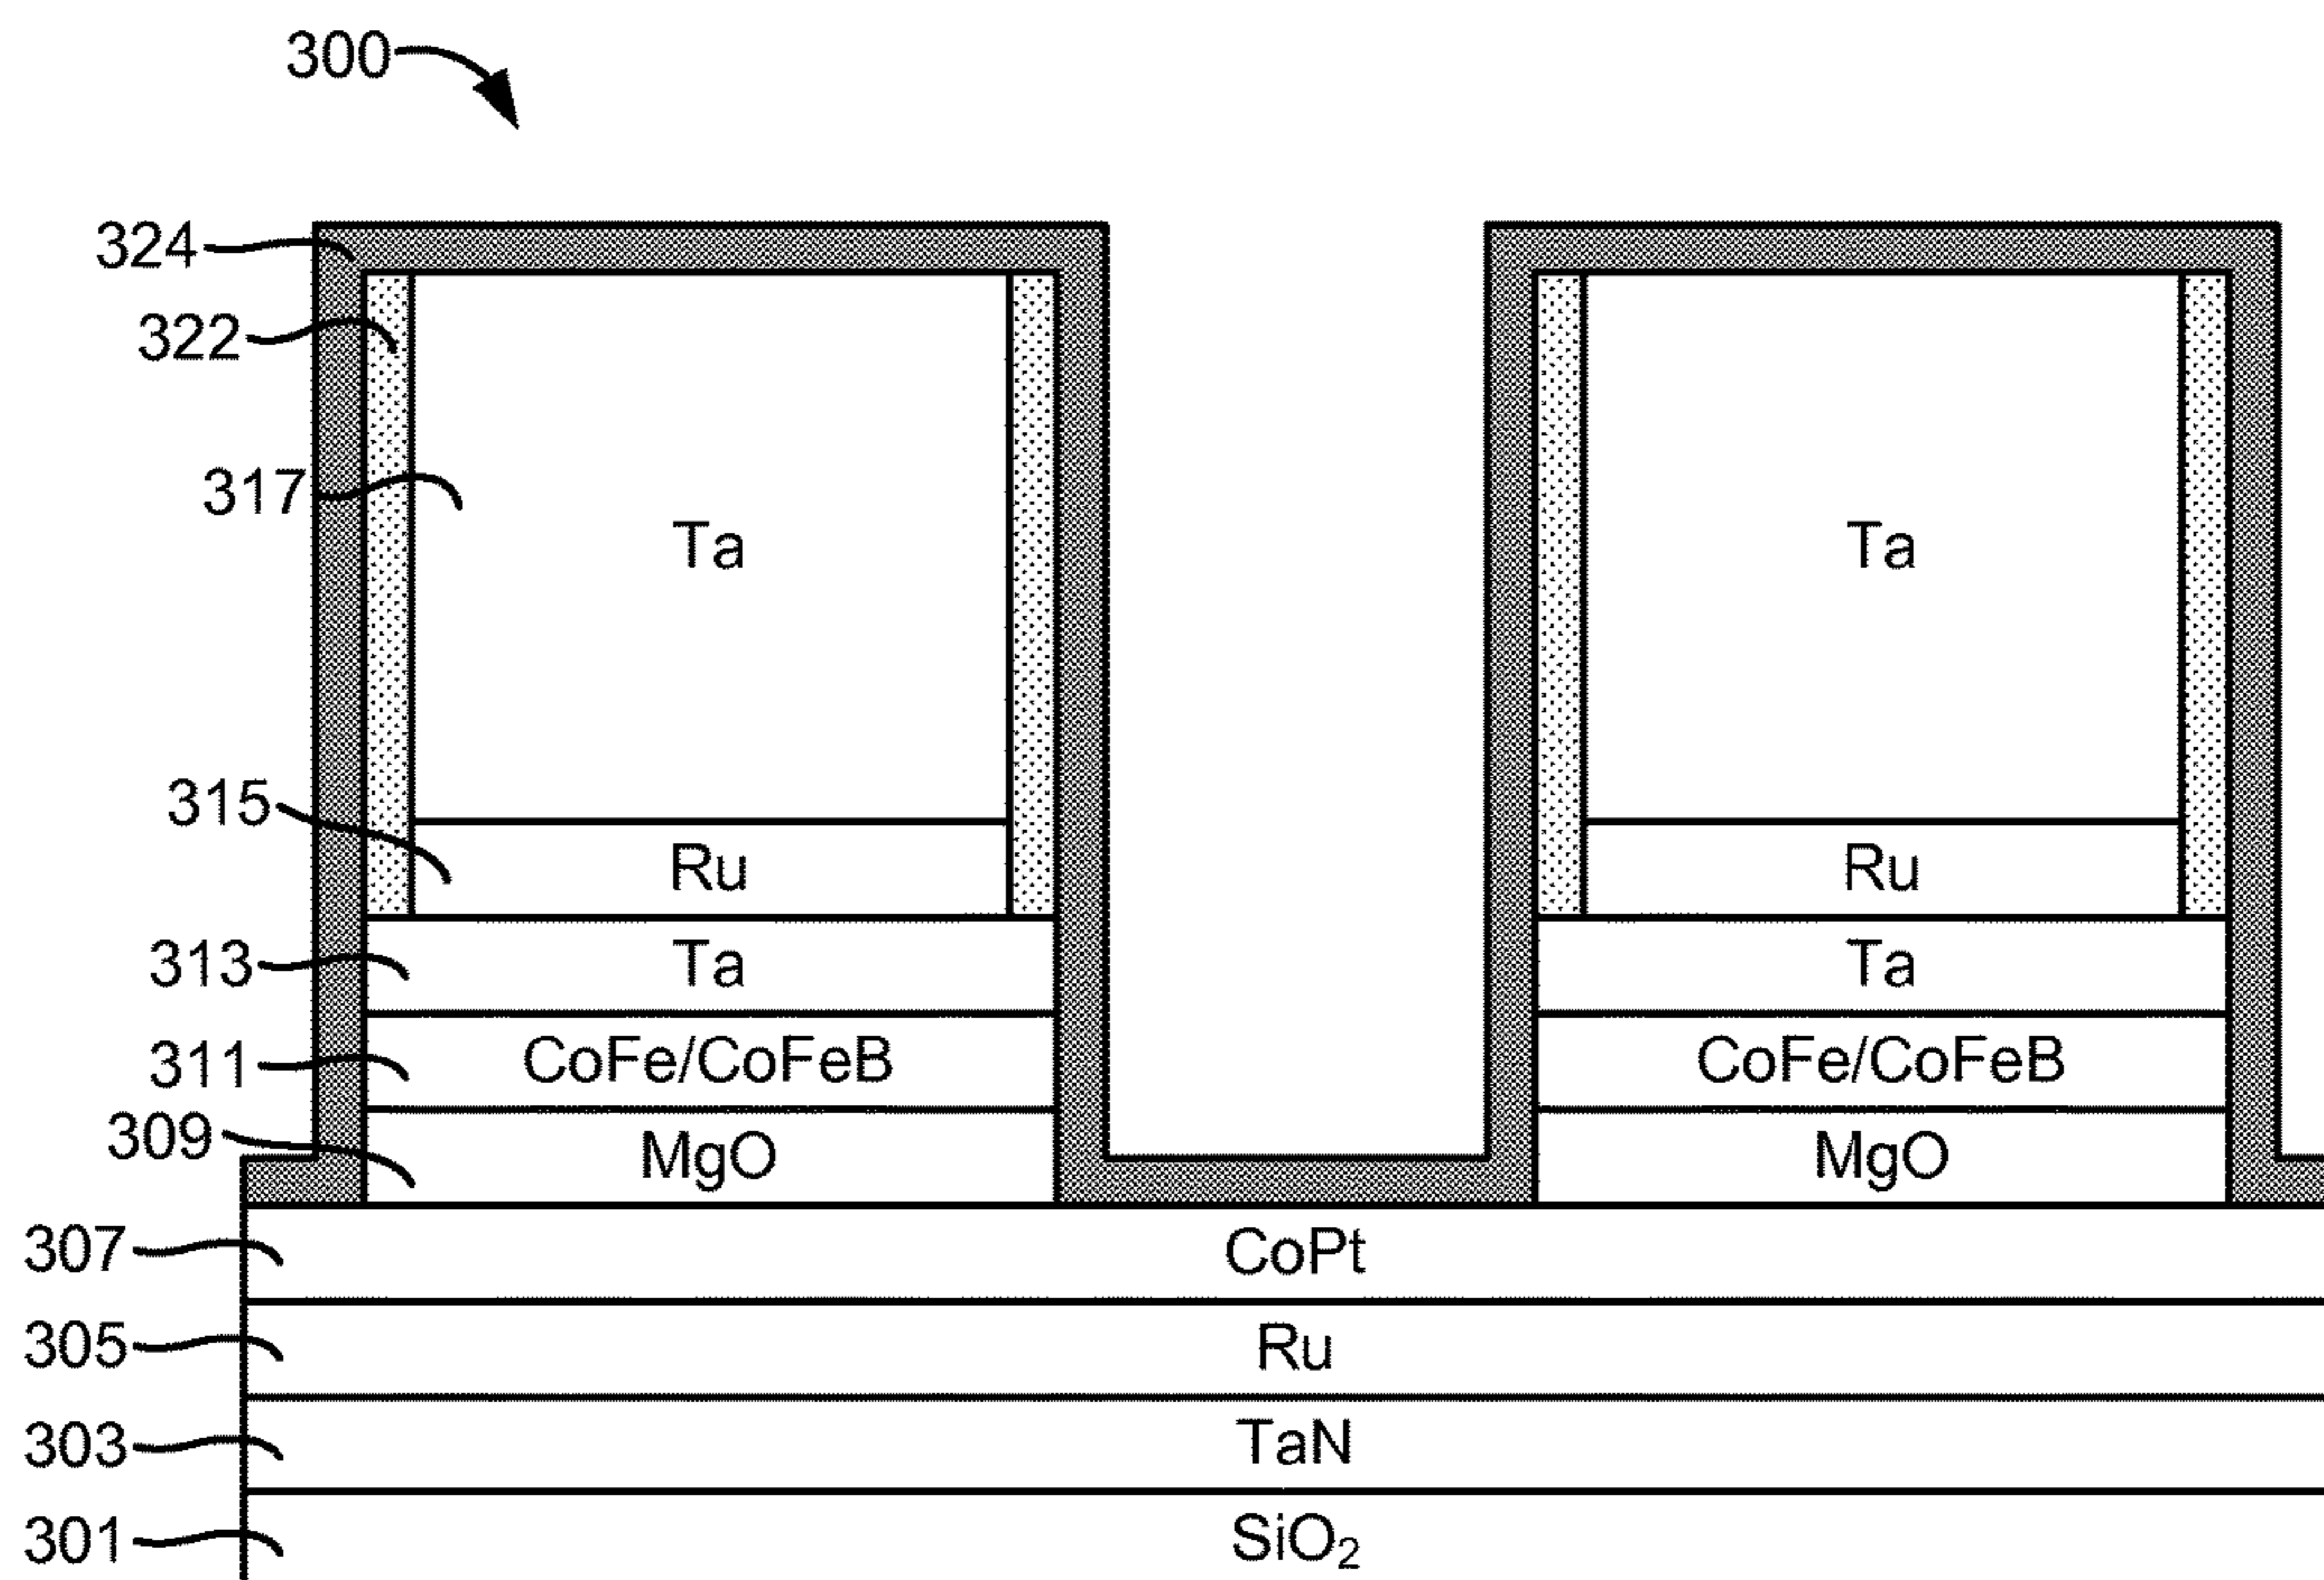 300
324
322
317 Ta Ta
315 Ru Ru
313 Ta Ta
311 CoFe/CoFeB CoFe/CoFeB
309 MgO MgO
307 CoPt
305 Ru
303 TaN
301 SiO₂